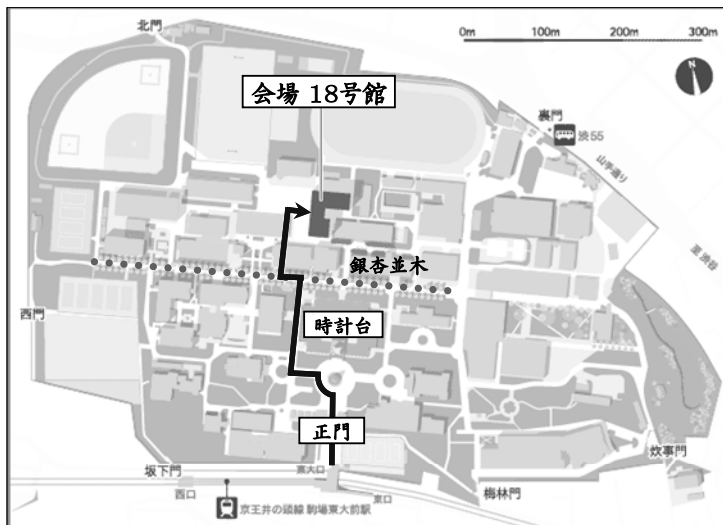 北門
0m 100m 200m 300m
N
会場 18号館
裏門
渋55
山手通り
至渋谷
銀杏並木
西門
時計台
正門
炊事門
坂下門
東大口
西口
東口
梅林門
京王井の頭線 駒場東大前駅